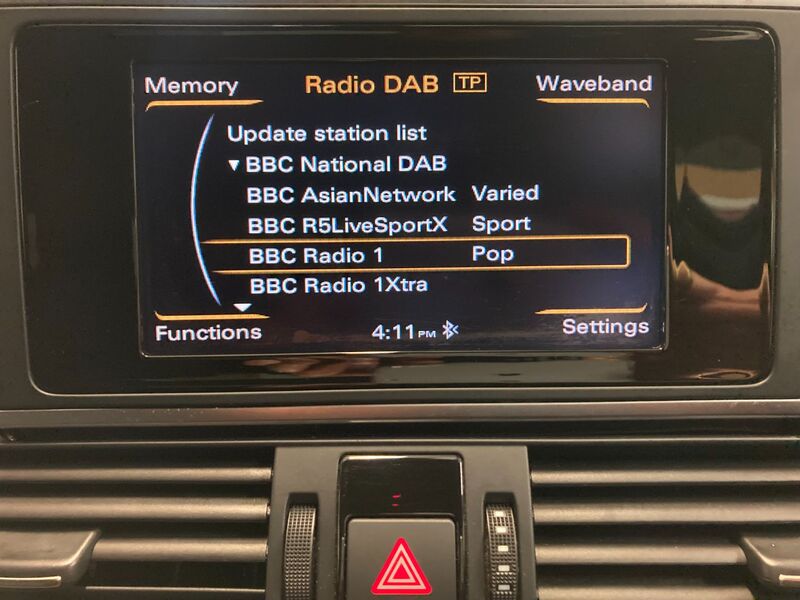 Memory Radio DAB TP Waveband
Update station list
BBC National DAB
BBC AsianNetwork Varied
BBC R5LiveSportX Sport
BBC Radio 1 Pop
BBC Radio 1Xtra
Functions 4:11 PM Settings